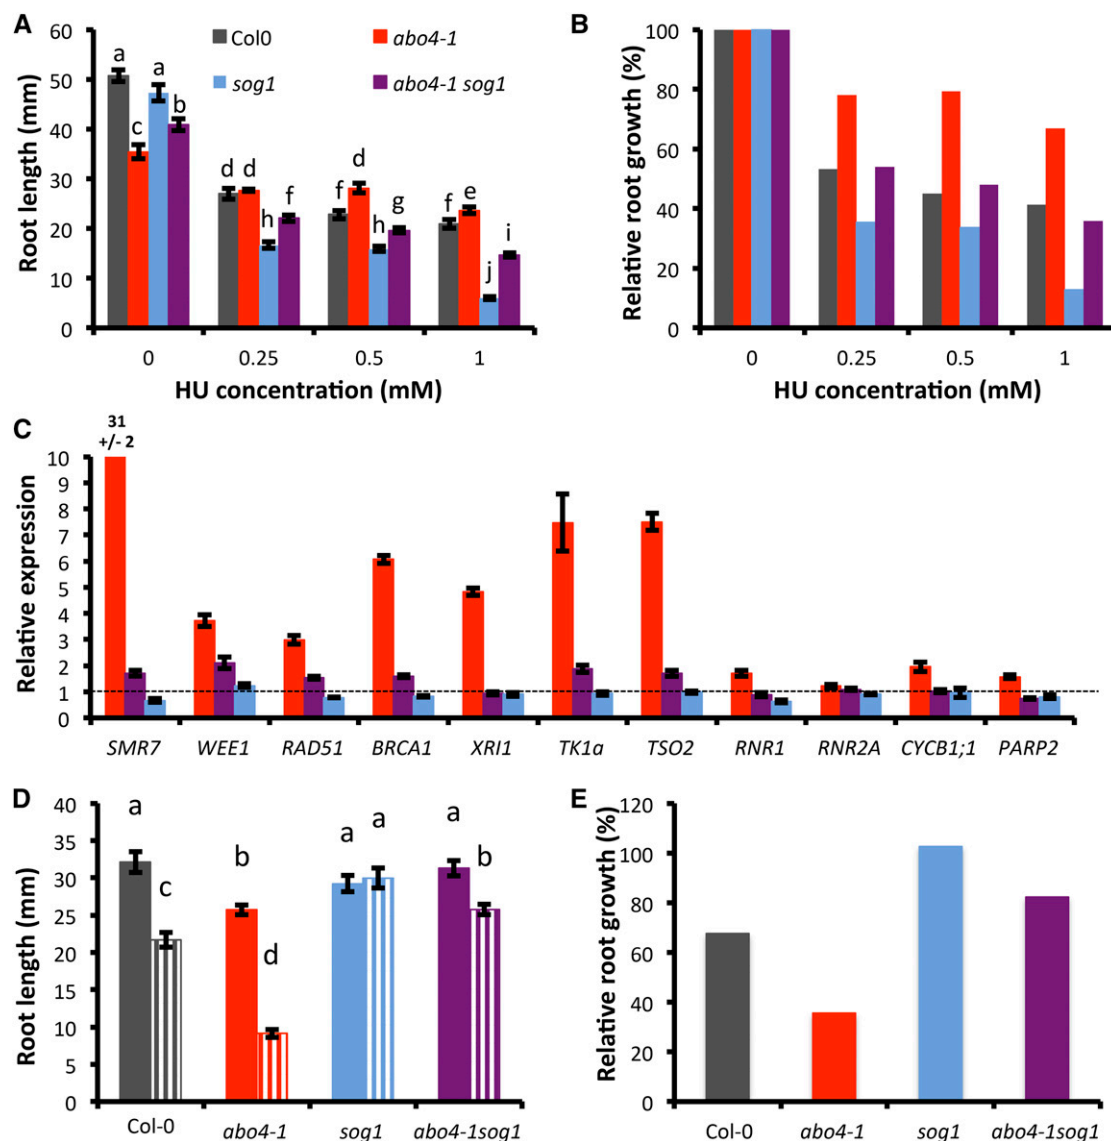 A
Root length (mm)
60
50
40
30
20
10
0
Col0
abo4-1
sog1
abo4-1 sog1
a
c
a
b
d
d
h
f
f
d
h
g
f
e
j
i
0
0.25
0.5
1
HU concentration (mM)
B
Relative root growth (%)
100
80
60
40
20
0
0
0.25
0.5
1
HU concentration (mM)
C
31
+/- 2
Relative expression
10
9
8
7
6
5
4
3
2
1
0
SMR7
WEE1
RAD51
BRCA1
XRI1
TK1a
TSO2
RNR1
RNR2A
CYCB1;1
PARP2
D
Root length (mm)
40
35
30
25
20
15
10
5
0
a
c
b
d
a
a
a
b
Col-0
abo4-1
sog1
abo4-1sog1
E
Relative root growth (%)
120
100
80
60
40
20
0
Col-0
abo4-1
sog1
abo4-1sog1